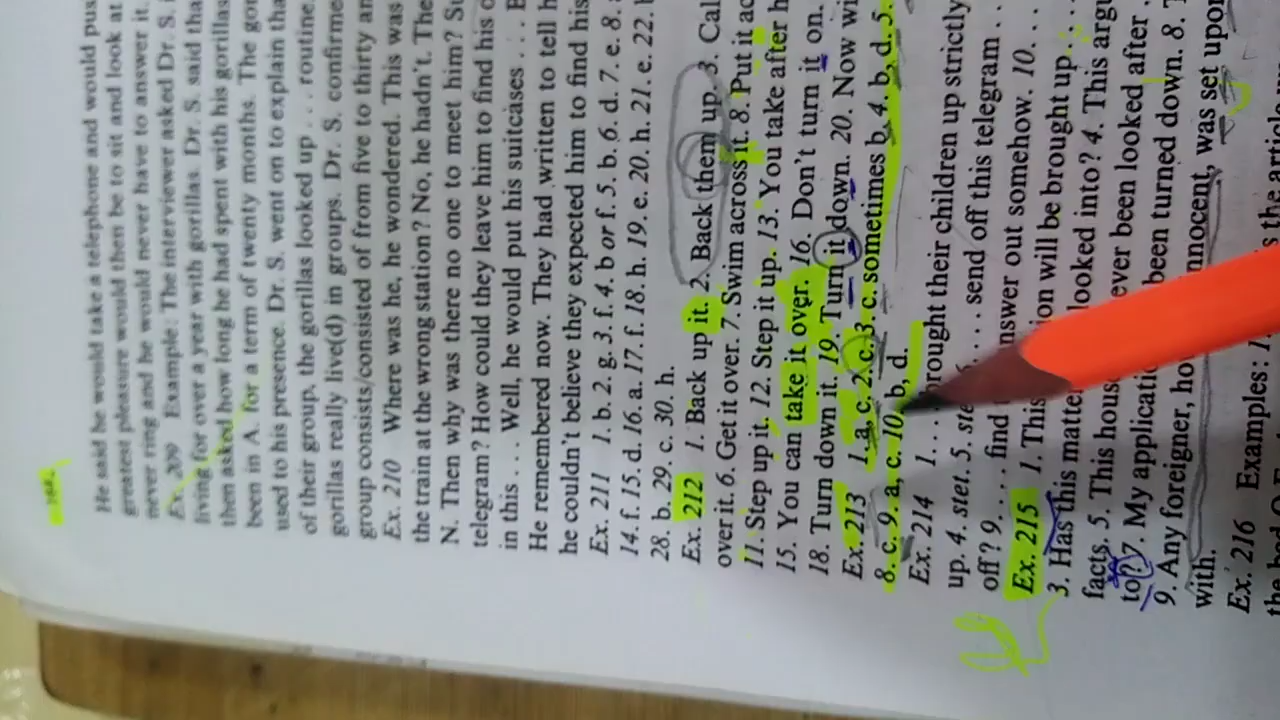 He said he would take a telephone and would pus
greatest pleasure would then be to sit and look at
never ring and he would never have to answer it.
Ex. 209 Example: The interviewer asked Dr. S.
living for over a year with gorillas. Dr. S. said tha
then asked how long he had spent with his gorillas
been in A. for a term of twenty months. The gor
used to his presence. Dr. S. went on to explain tha
of their group, the gorillas looked up . . . routine.
gorillas really live(d) in groups. Dr. S. confirme
group consists/consisted of from five to thirty an
Ex. 210 Where was he, he wondered. This was
the train at the wrong station? No, he hadn't. The
N. Then why was there no one to meet him? Su
telegram? How could they leave him to find his o
in this . . . Well, he would put his suitcases . . . E
He remembered now. They had written to tell h
he couldn't believe they expected him to find his
Ex. 211 1. b. 2. g. 3. f. 4. b or f. 5. b. 6. d. 7. e. 8.
14. f. 15. d. 16. a. 17. f. 18. h. 19. e. 20. h. 21. e. 22.
28. b. 29. c. 30. h.
Ex. 212 1. Back up it. 2. Back them up. 3. Cal
over it. 6. Get it over. 7. Swim across it. 8. Put it ac
11. Step up it. 12. Step it up. 13. You take after h
15. You can take it over. 16. Don't turn it on.
18. Turn down it. 19. Turn it down. 20. Now wi
Ex. 213 1. a, c. 2. c. 3. c. sometimes b. 4. b, d. 5.
8. c. 9. a, c. 10. b, d.
Ex. 214 1. . . . brought their children up strictly
up. 4. stet. 5. ste . . . send off this telegram
off? 9. . . . find answer out somehow. 10. . . .
Ex. 215 1. This on will be brought up . . .
3. Has this matte looked into? 4. This argu
facts. 5. This hous ever been looked after
to? 7. My applicati been turned down. 8.
9. Any foreigner, ho innocent, was set upon
with.
Ex. 216 Examples: 1
the article